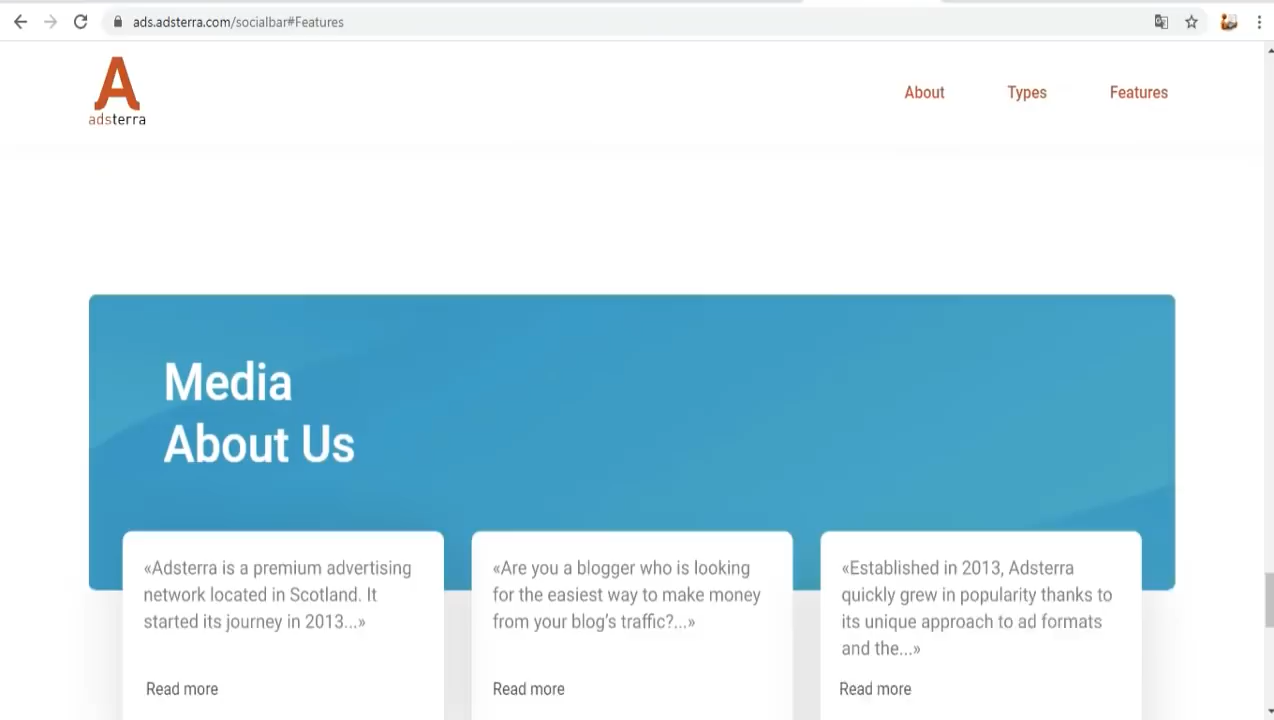 ads.adsterra.com/socialbar#Features
A
adsterra
About
Types
Features
Media
About Us
«Adsterra is a premium advertising
network located in Scotland. It
started its journey in 2013...»
Read more
«Are you a blogger who is looking
for the easiest way to make money
from your blog's traffic?...»
Read more
«Established in 2013, Adsterra
quickly grew in popularity thanks to
its unique approach to ad formats
and the...»
Read more